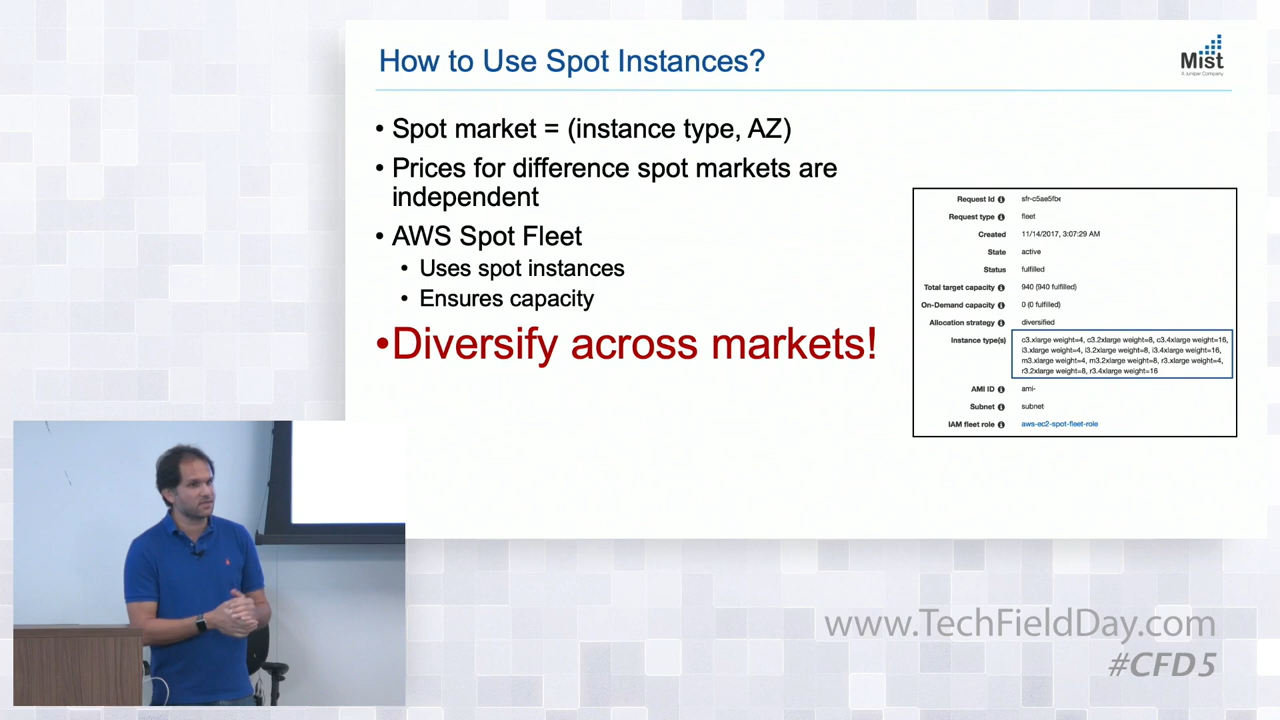 How to Use Spot Instances?
Mist
A Juniper Company
• Spot market = (instance type, AZ)
• Prices for difference spot markets are
independent
• AWS Spot Fleet
• Uses spot instances
• Ensures capacity
•Diversify across markets!
Request Id sfr-c5ae5fbe
Request type fleet
Created 11/14/2017, 3:07:29 AM
State active
Status fulfilled
Total target capacity 940 (940 fulfilled)
On-Demand capacity 0 (0 fulfilled)
Allocation strategy diversified
Instance type(s) c3.xlarge weight=4, c3.2xlarge weight=8, c3.4xlarge weight=16,
i3.xlarge weight=4, i3.2xlarge weight=8, i3.4xlarge weight=16,
m3.xlarge weight=4, m3.2xlarge weight=8, r3.xlarge weight=4,
r3.2xlarge weight=8, r3.4xlarge weight=16
AMI ID ami-
Subnet subnet
IAM fleet role aws-ec2-spot-fleet-role
www.TechFieldDay.com
#CFD5